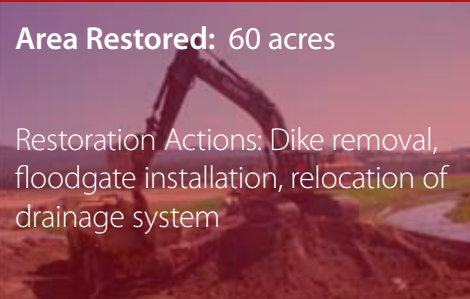 Area Restored: 60 acres
Restoration Actions: Dike removal,
floodgate installation, relocation of
drainage system